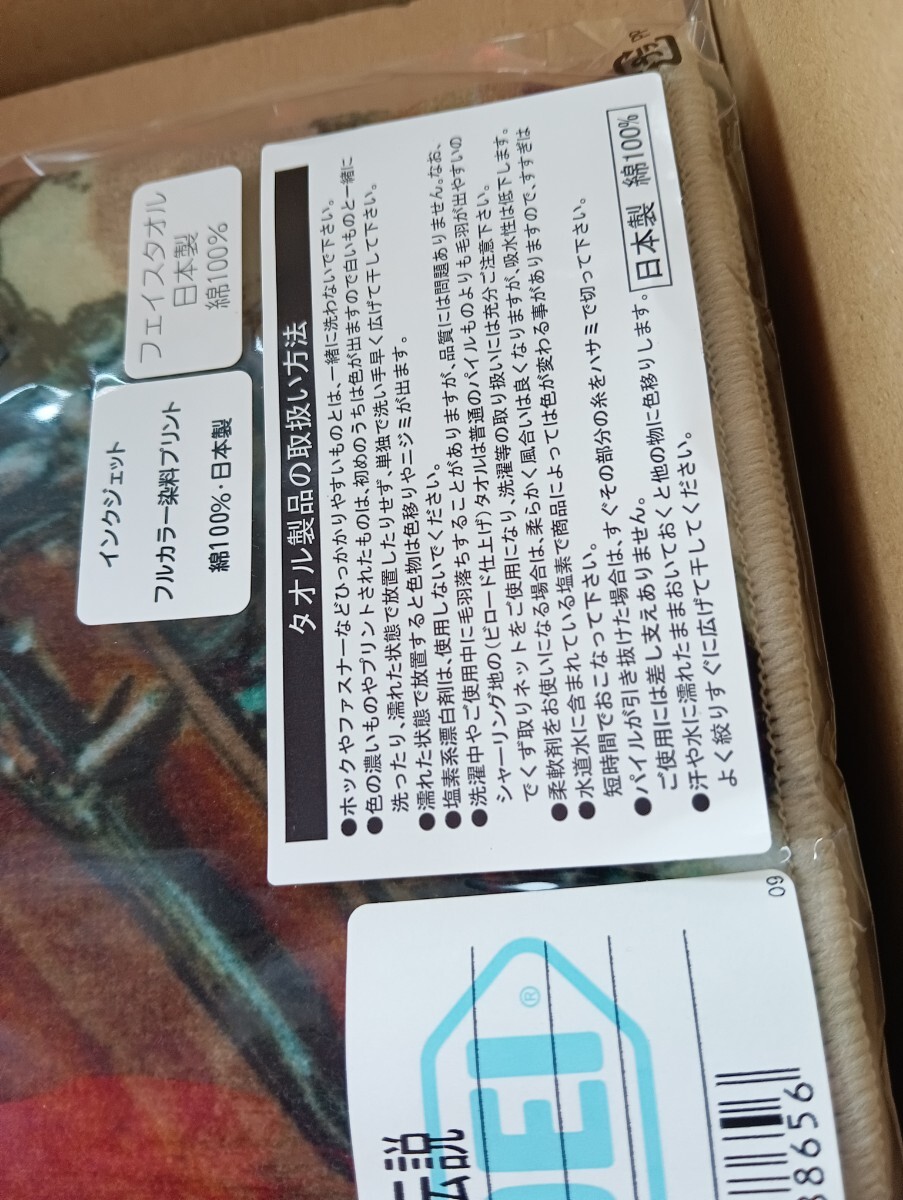 フェイスタオル
日本製
綿100%
インクジェット
フルカラー染料プリント
綿100%・日本製
タオル製品の取扱い方法
●ホックやファスナーなどひっかかりやすいものとは、一緒に洗わないで下さい。
●色の濃いものやプリントされたものは、初めのうちは色が出ますので白いものと一緒に
洗ったり、濡れた状態で放置したりせず、単独で洗い手早く広げて干して下さい。
●濡れた状態で放置すると色物は色移りやニジミが出ます。
●塩素系漂白剤は、使用しないでください。
●洗濯中やご使用中に毛羽落ちすることがありますが、品質には問題ありません。なお、
シャーリング地の(ビロード仕上げ)タオルは普通のパイルものよりも毛羽が出やすいの
でくず取りネットをご使用になり、洗濯等の取り扱いには充分ご注意下さい。
●柔軟剤をお使いになる場合は、柔らかく風合いは良くなりますが、吸水性は低下します。
●水道水に含まれている塩素で商品によっては色が変わる事がありますので、すすぎは
短時間でおこなって下さい。
●パイルが引き抜けた場合は、すぐその部分の糸をハサミで切って下さい。
ご使用には差し支えありません。
●汗や水に濡れたままおいておくと他の物に色移りします。
よく絞りすぐに広げて干してください。
日本製 綿100%
プラ
PP
09
伝説
EI
®
38656